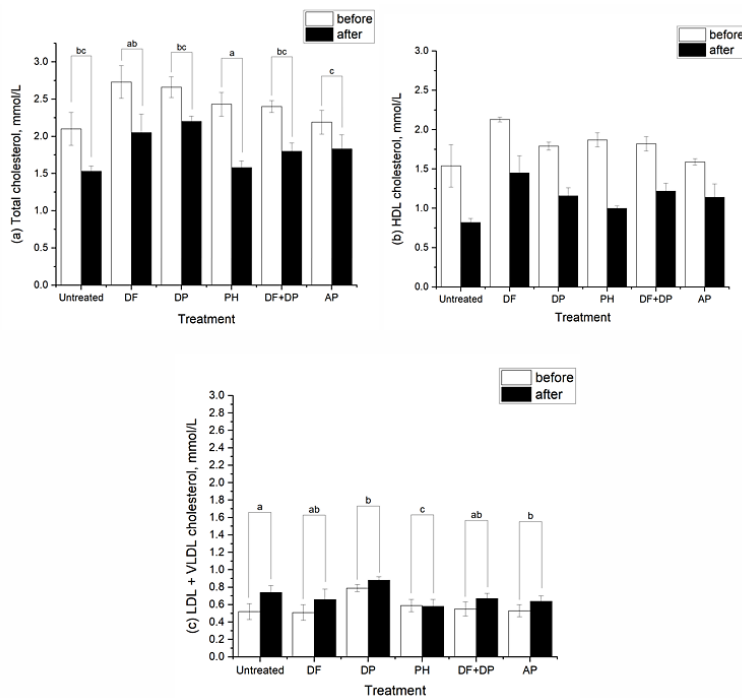 before
after
(a) Total cholesterol, mmol/L
3.0
2.5
2.0
1.5
1.0
0.5
0.0
bc
ab
bc
a
bc
c
Untreated DF DP PH DF+DP AP
Treatment
before
after
(b) HDL cholesterol, mmol/L
3.0
2.5
2.0
1.5
1.0
0.5
0.0
Untreated DF DP PH DF+DP AP
Treatment
before
after
(c) LDL + VLDL cholesterol, mmol/L
3.0
2.8
2.6
2.4
2.2
2.0
1.8
1.6
1.4
1.2
1.0
0.8
0.6
0.4
0.2
0.0
a
ab
b
c
ab
b
Untreated DF DP PH DF+DP AP
Treatment